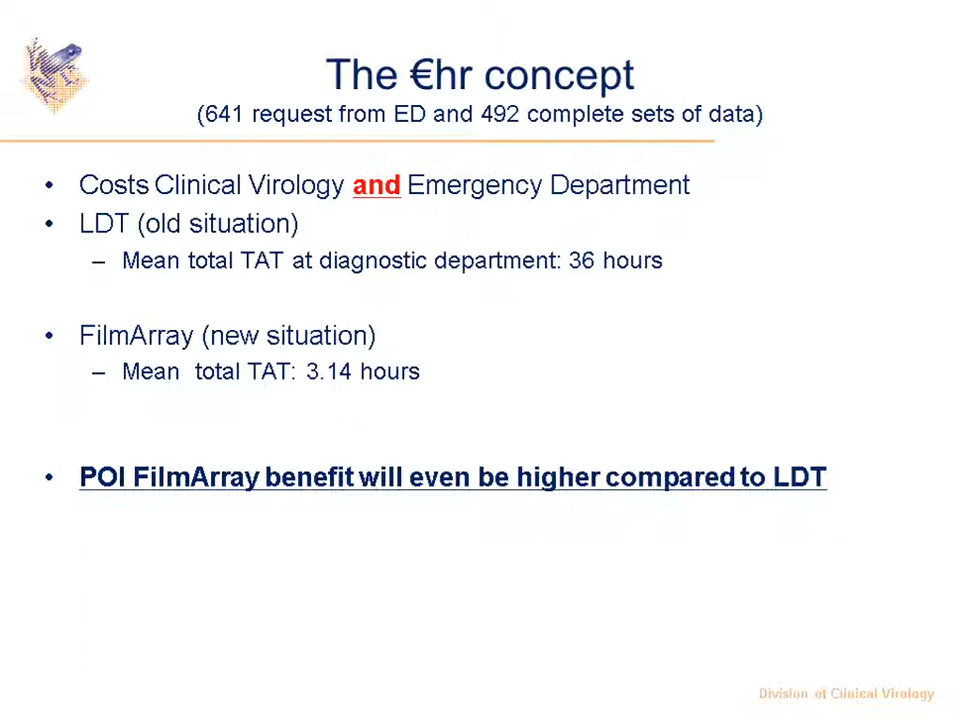 The €hr concept
(641 request from ED and 492 complete sets of data)
• Costs Clinical Virology and Emergency Department
• LDT (old situation)
– Mean total TAT at diagnostic department: 36 hours
• FilmArray (new situation)
– Mean total TAT: 3.14 hours
• POI FilmArray benefit will even be higher compared to LDT
Division of Clinical Virology